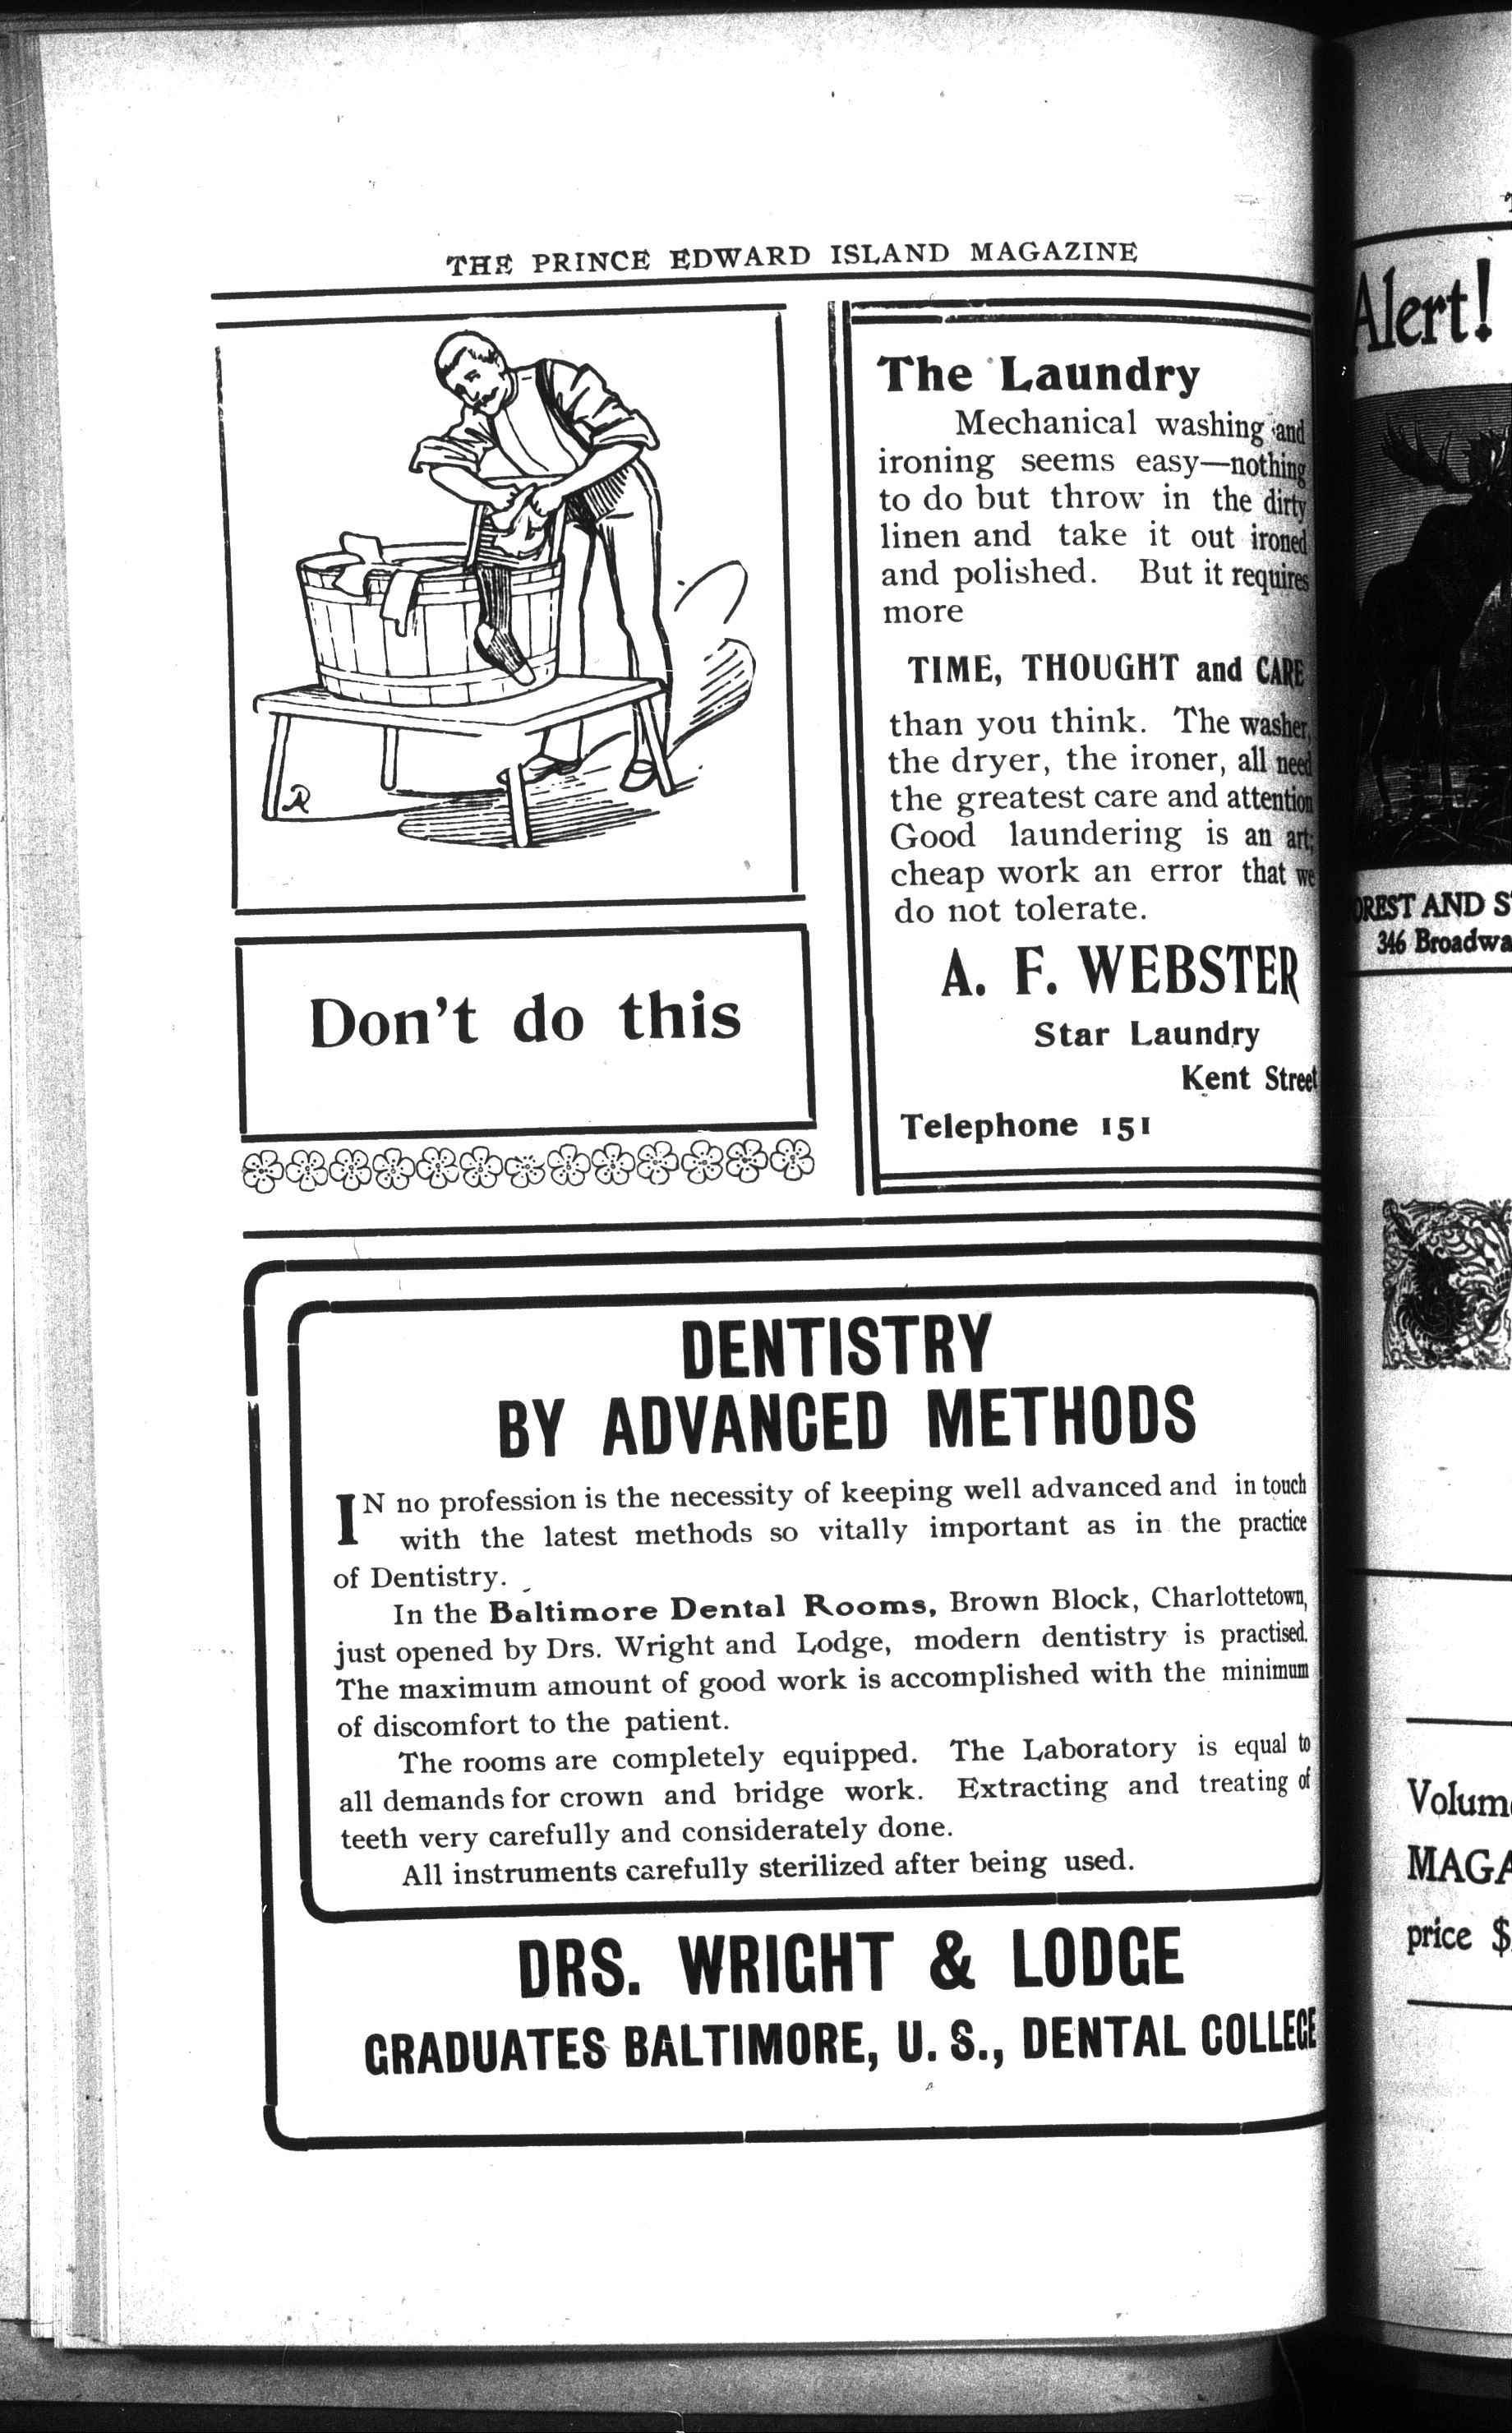 THE PRINCE EDWARD ISLAND MAGAZINE
Don't do this
The Laundry
Mechanical washing and
ironing seems easy—nothing
to do but throw in the dirty
linen and take it out ironed
and polished. But it requires
more
TIME, THOUGHT and CARE
than you think. The washer,
the dryer, the ironer, all need
the greatest care and attention
Good laundering is an art;
cheap work an error that we
do not tolerate.
A. F. WEBSTER
Star Laundry
Kent Street
Telephone 151
DENTISTRY
BY ADVANCED METHODS
IN no profession is the necessity of keeping well advanced and in touch
with the latest methods so vitally important as in the practice
of Dentistry.
In the Baltimore Dental Rooms, Brown Block, Charlottetown,
just opened by Drs. Wright and Lodge, modern dentistry is practised.
The maximum amount of good work is accomplished with the minimum
of discomfort to the patient.
The rooms are completely equipped. The Laboratory is equal to
all demands for crown and bridge work. Extracting and treating of
teeth very carefully and considerately done.
All instruments carefully sterilized after being used.
DRS. WRIGHT & LODGE
GRADUATES BALTIMORE, U. S., DENTAL COLLEGE
Alert!
AND
346
price $